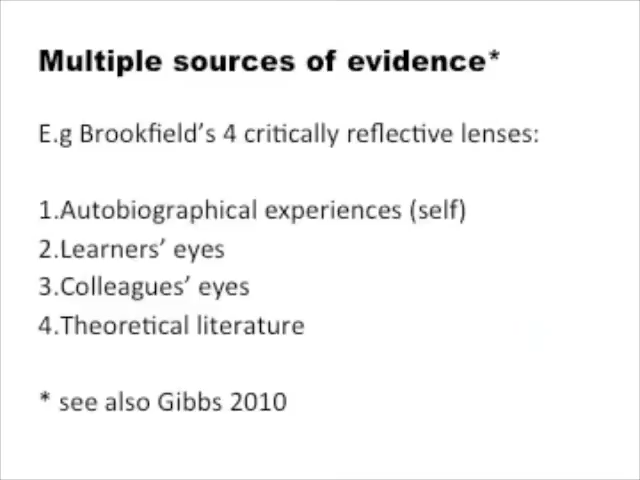 Multiple sources of evidence*
E.g Brookfield's 4 critically reflective lenses:
1.Autobiographical experiences (self)
2.Learners' eyes
3.Colleagues' eyes
4.Theoretical literature
* see also Gibbs 2010